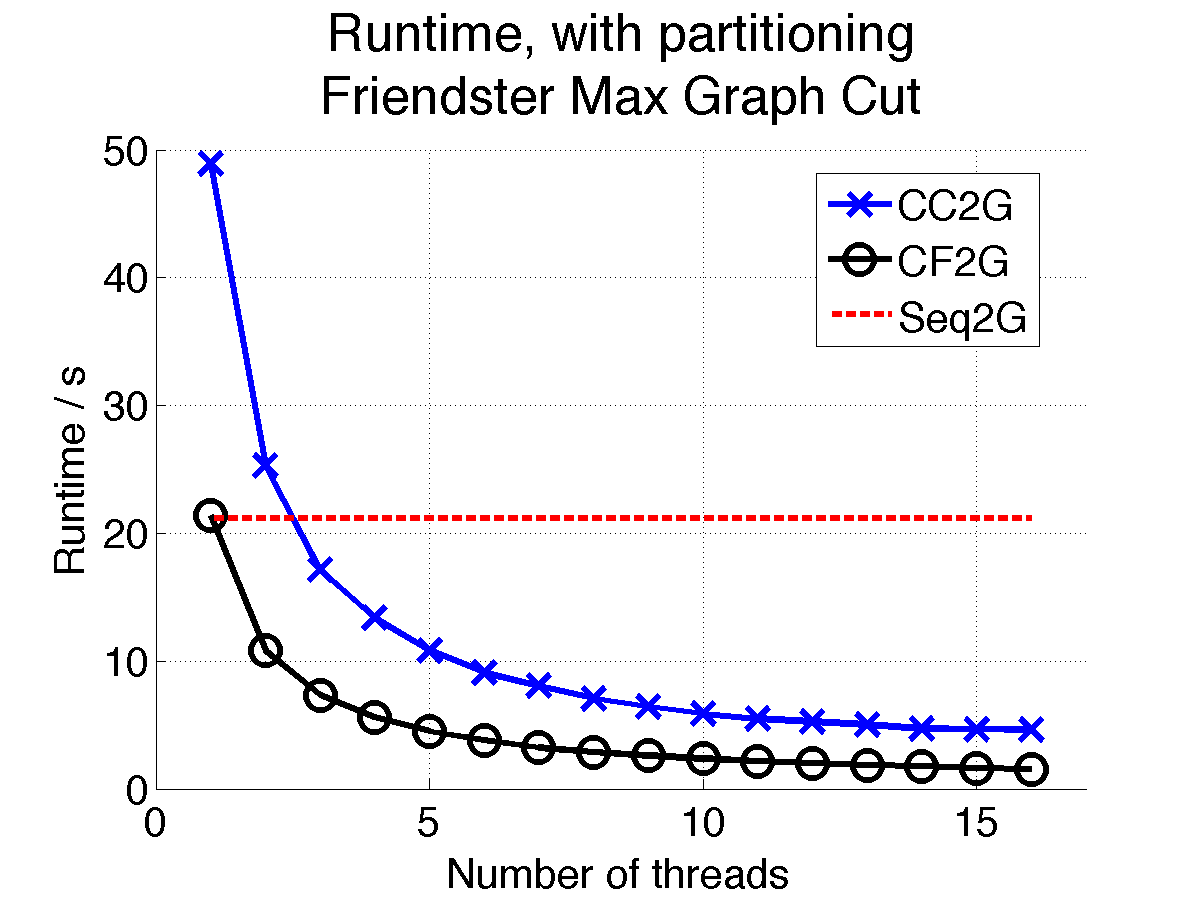 Runtime, with partitioning
Friendster Max Graph Cut
50
40
30
20
10
0
Runtime / s
CC2G
CF2G
Seq2G
0 5 10 15
Number of threads